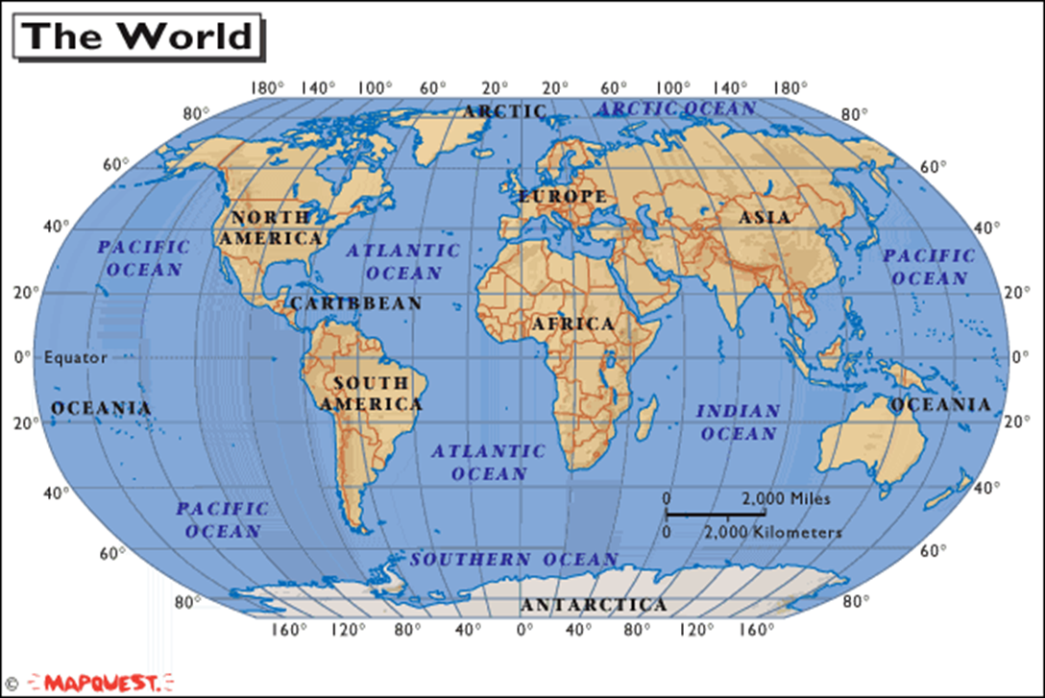 The World
180° 140° 100° 60° 20° 20° 60° 100° 140° 180°
80° ARCTIC ARCTIC OCEAN 80°
60° 60°
EUROPE
NORTH AMERICA
ASIA
40° 40°
PACIFIC
OCEAN
ATLANTIC
OCEAN
PACIFIC
OCEAN
20° CARIBBEAN 20°
AFRICA
0° Equator 0°
SOUTH
AMERICA
OCEANIA
INDIAN
OCEAN
OCEANIA
20° 20°
ATLANTIC
OCEAN
40° 40°
0 2,000 Miles
0 2,000 Kilometers
PACIFIC
OCEAN
60° SOUTHERN OCEAN 60°
80° ANTARCTICA 80°
160° 120° 80° 40° 0° 40° 80° 120° 160°
© MAPQUEST.